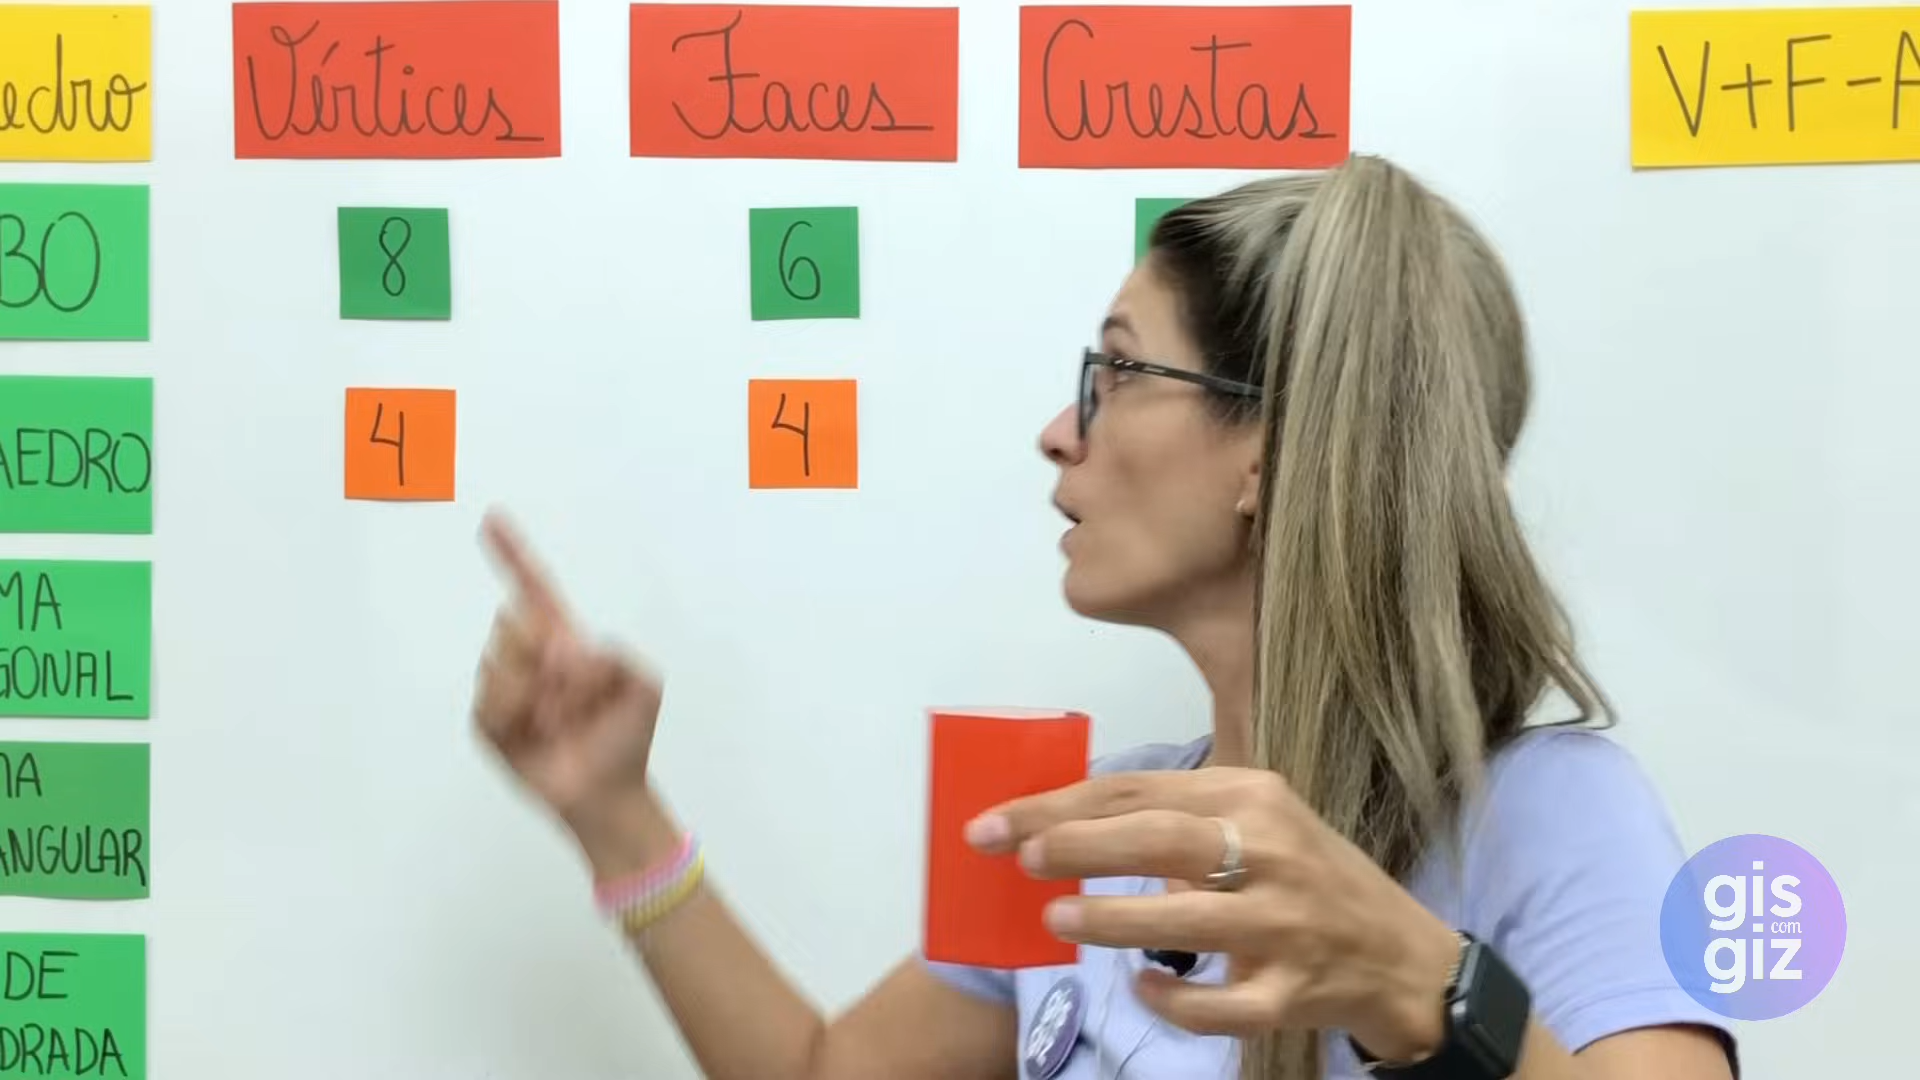 edro Vértices Faces Arestas V+F-A
BO 8 6
AEDRO 4 4
MA
GONAL
MA
ANGULAR
DE
DRADA
gis
com
giz